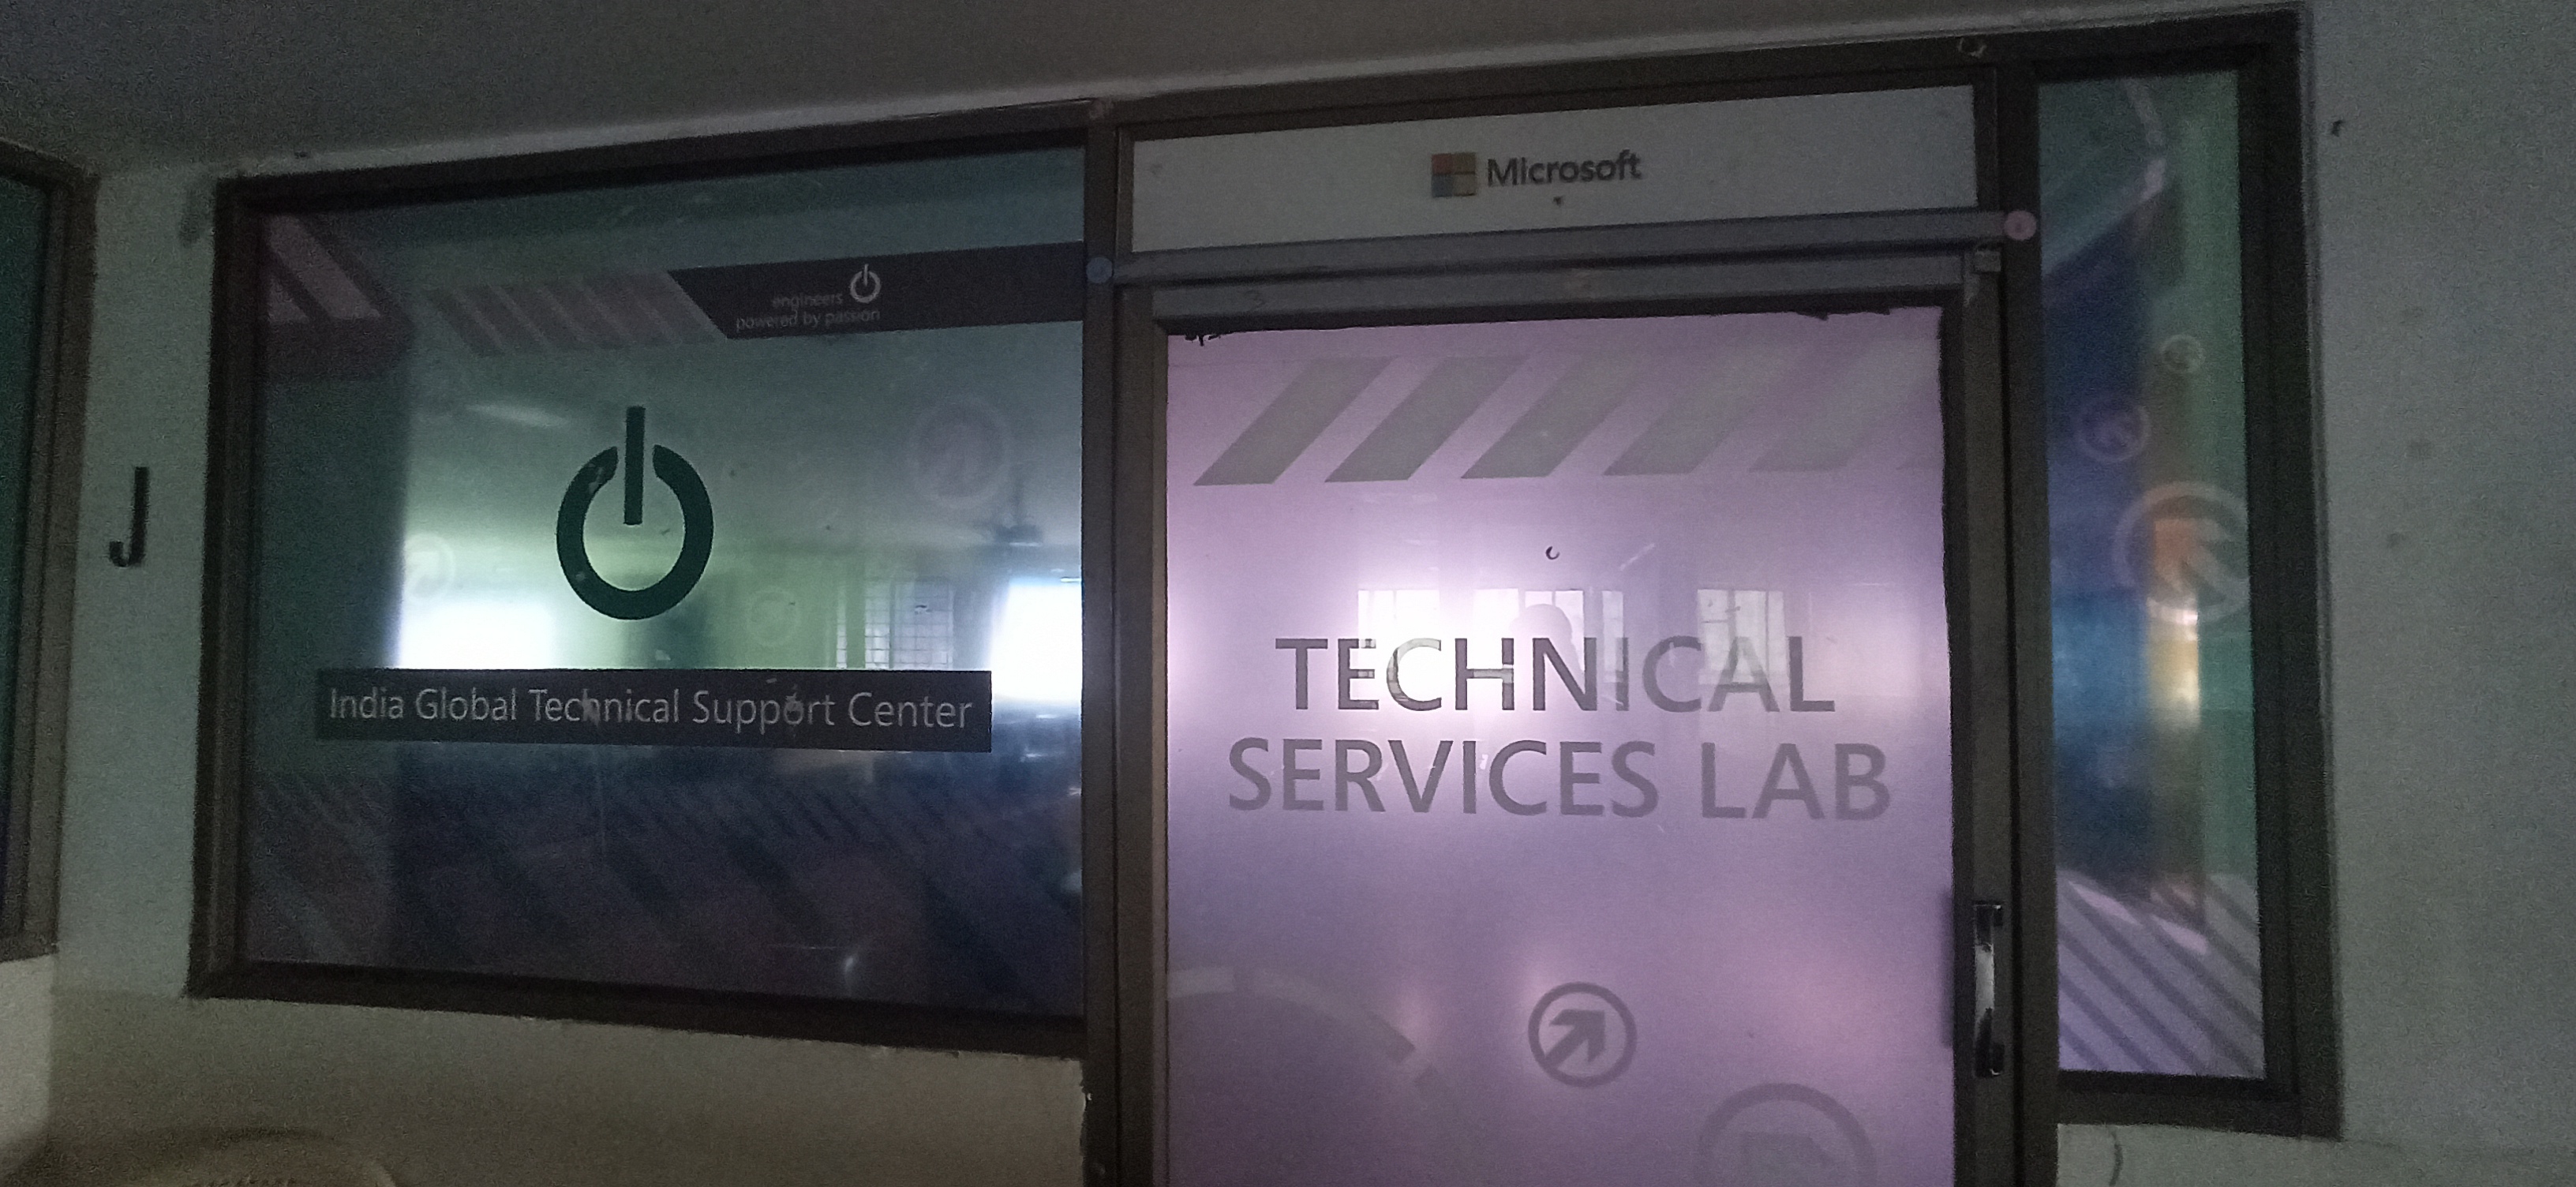 Microsoft
engineers
powered by passion
India Global Technical Support Center
TECHNICAL
SERVICES LAB